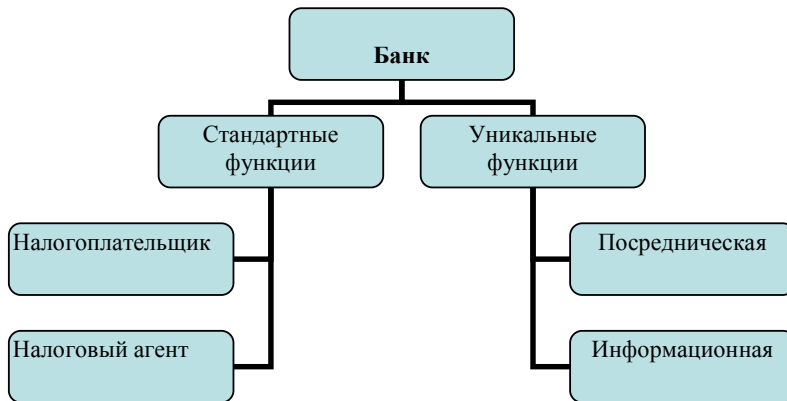 Банк
Стандартные
функции
Уникальные
функции
Налогоплательщик
Посредническая
Налоговый агент
Информационная